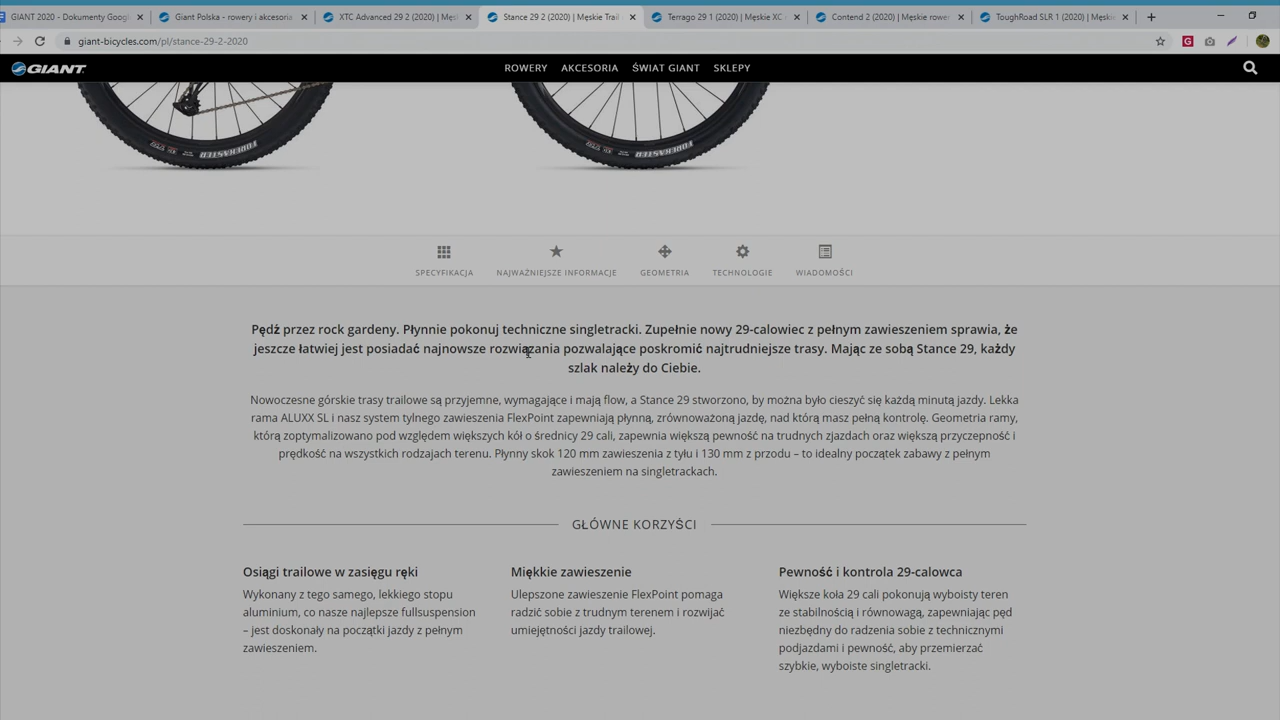 GIANT 2020 - Dokumenty Googl
Giant Polska - rowery i akcesoria
XTC Advanced 29 2 (2020) | Męsk
Stance 29 2 (2020) | Męskie Trail
Terrago 29 1 (2020) | Męskie XC
Contend 2 (2020) | Męskie rowe
ToughRoad SLR 1 (2020) | Męski
giant-bicycles.com/pl/stance-29-2-2020
GIANT
ROWERY AKCESORIA ŚWIAT GIANT SKLEPY
FOREKASTER
FOREKASTER
SPECYFIKACJA NAJWAŻNIEJSZE INFORMACJE GEOMETRIA TECHNOLOGIE WIADOMOŚCI
Pędź przez rock gardeny. Płynnie pokonuj techniczne singletracki. Zupełnie nowy 29-calowiec z pełnym zawieszeniem sprawia, że
jeszcze łatwiej jest posiadać najnowsze rozwiązania pozwalające poskromić najtrudniejsze trasy. Mając ze sobą Stance 29, każdy
szlak należy do Ciebie.
Nowoczesne górskie trasy trailowe są przyjemne, wymagające i mają flow, a Stance 29 stworzono, by można było cieszyć się każdą minutą jazdy. Lekka
rama ALUXX SL i nasz system tylnego zawieszenia FlexPoint zapewniają płynną, zrównoważoną jazdę, nad którą masz pełną kontrolę. Geometria ramy,
którą zoptymalizowano pod względem większych kół o średnicy 29 cali, zapewnia większą pewność na trudnych zjazdach oraz większą przyczepność i
prędkość na wszystkich rodzajach terenu. Płynny skok 120 mm zawieszenia z tyłu i 130 mm z przodu – to idealny początek zabawy z pełnym
zawieszeniem na singletrackach.
GŁÓWNE KORZYŚCI
Osiągi trailowe w zasięgu ręki
Wykonany z tego samego, lekkiego stopu
aluminium, co nasze najlepsze fullsuspension
– jest doskonały na początki jazdy z pełnym
zawieszeniem.
Miękkie zawieszenie
Ulepszone zawieszenie FlexPoint pomaga
radzić sobie z trudnym terenem i rozwijać
umiejętności jazdy trailowej.
Pewność i kontrola 29-calowca
Większe koła 29 cali pokonują wyboisty teren
ze stabilnością i równowagą, zapewniając pęd
niezbędny do radzenia sobie z technicznymi
podjazdami i pewność, aby przemierzać
szybkie, wyboiste singletracki.